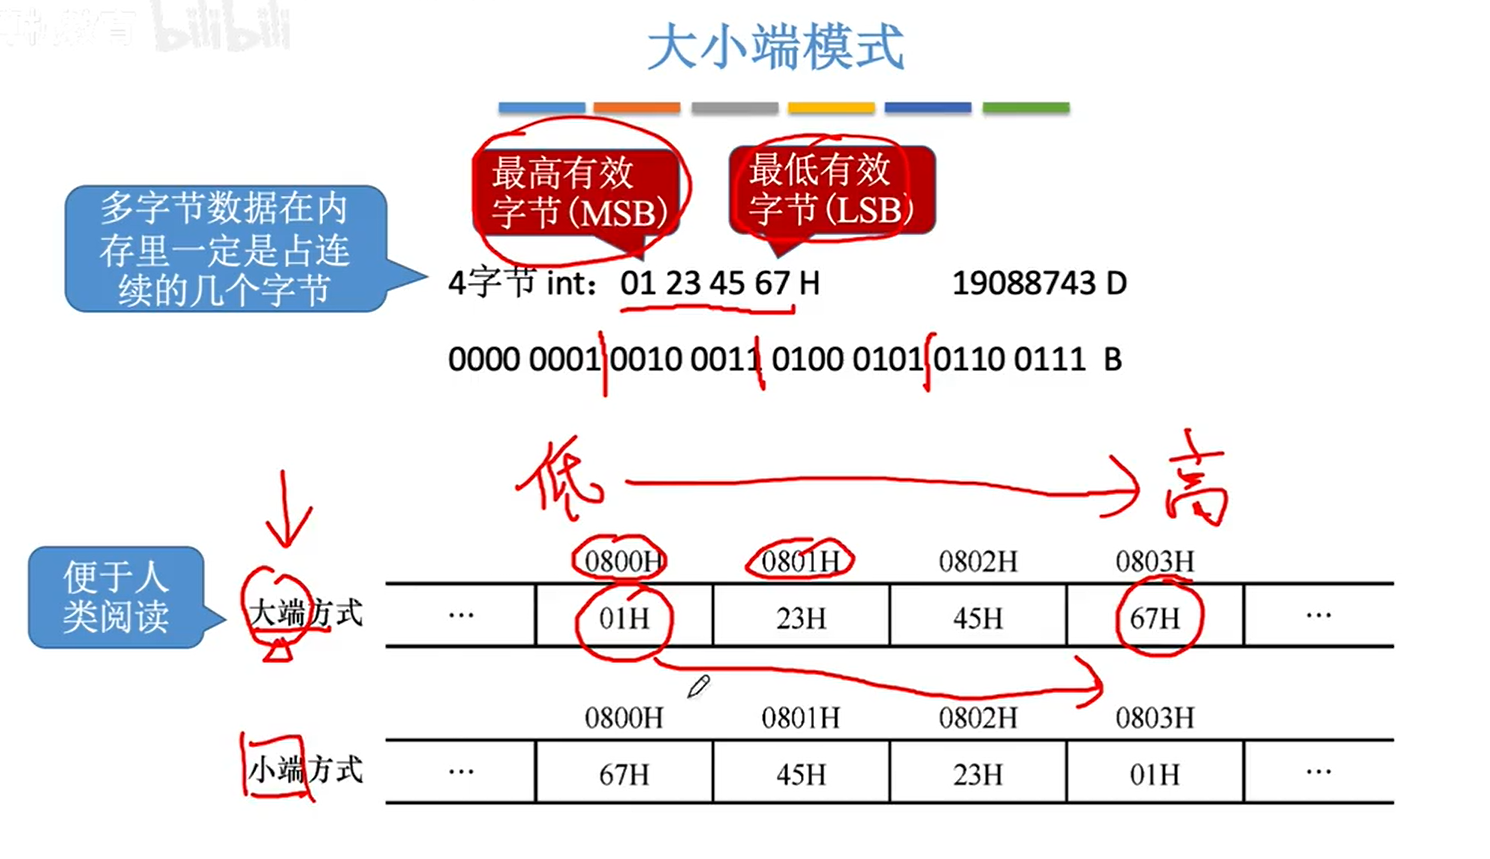 bilibili
大小端模式
最高有效
字节(MSB)
最低有效
字节(LSB)
多字节数据在内
存里一定是占连
续的几个字节
4字节 int： 01 23 45 67 H 19088743 D
0000 0001 0010 0011 0100 0101 0110 0111 B
低 高
便于人
类阅读
0800H 0801H 0802H 0803H
大端方式 ··· 01H 23H 45H 67H ···
0800H 0801H 0802H 0803H
小端方式 ··· 67H 45H 23H 01H ···